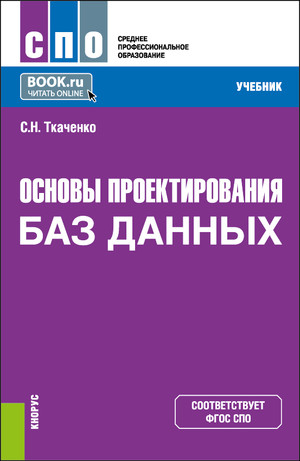 СПО
СРЕДНЕЕ
ПРОФЕССИОНАЛЬНОЕ
ОБРАЗОВАНИЕ
BOOK.ru
ЧИТАТЬ ONLINE
УЧЕБНИК
С.Н. Ткаченко
ОСНОВЫ ПРОЕКТИРОВАНИЯ
БАЗ ДАННЫХ
КНОРУС
СООТВЕТСТВУЕТ
ФГОС СПО